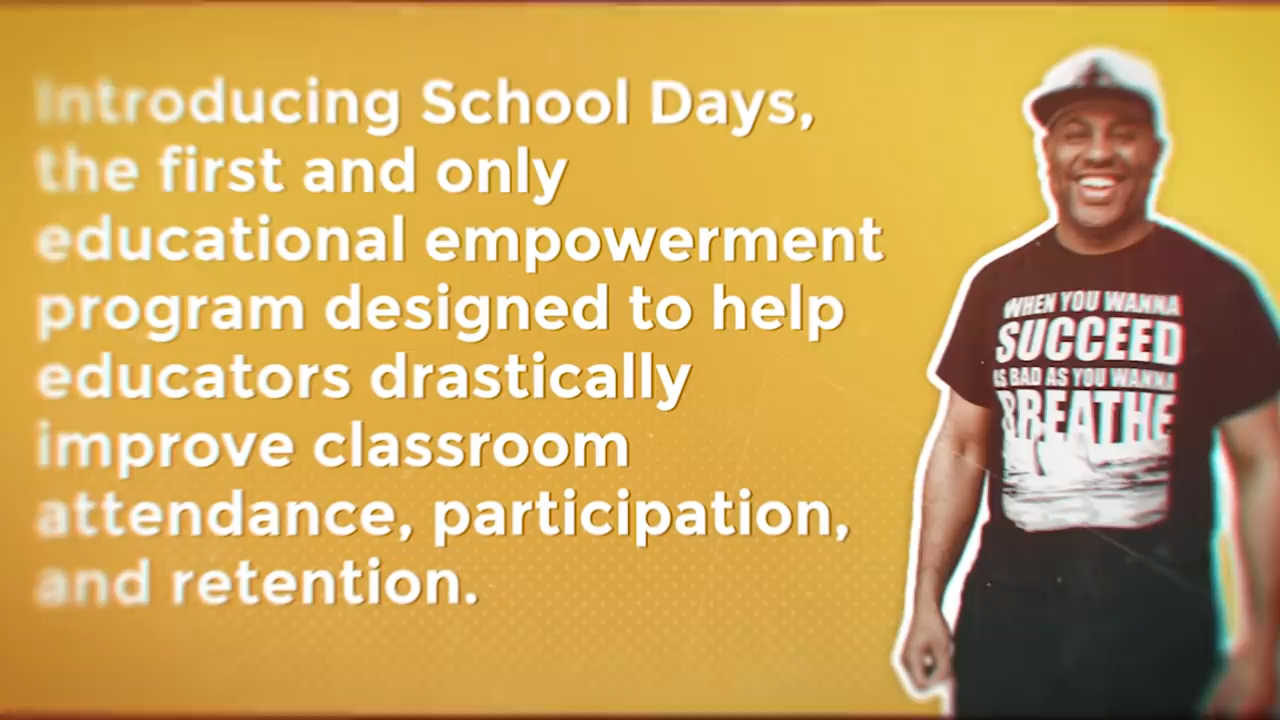 Introducing School Days,
the first and only
educational empowerment
program designed to help
educators drastically
improve classroom
attendance, participation,
and retention.
WHEN YOU WANNA
SUCCEED
AS BAD AS YOU WANNA
BREATHE